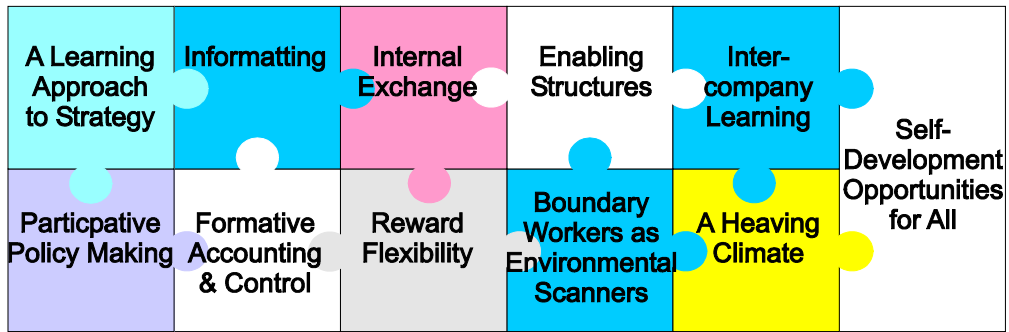 A Learning
Approach
to Strategy
Informatting
Internal
Exchange
Enabling
Structures
Inter-
company
Learning
Self-
Development
Opportunities
for All
Particpative
Policy Making
Formative
Accounting
& Control
Reward
Flexibility
Boundary
Workers as
Environmental
Scanners
A Heaving
Climate